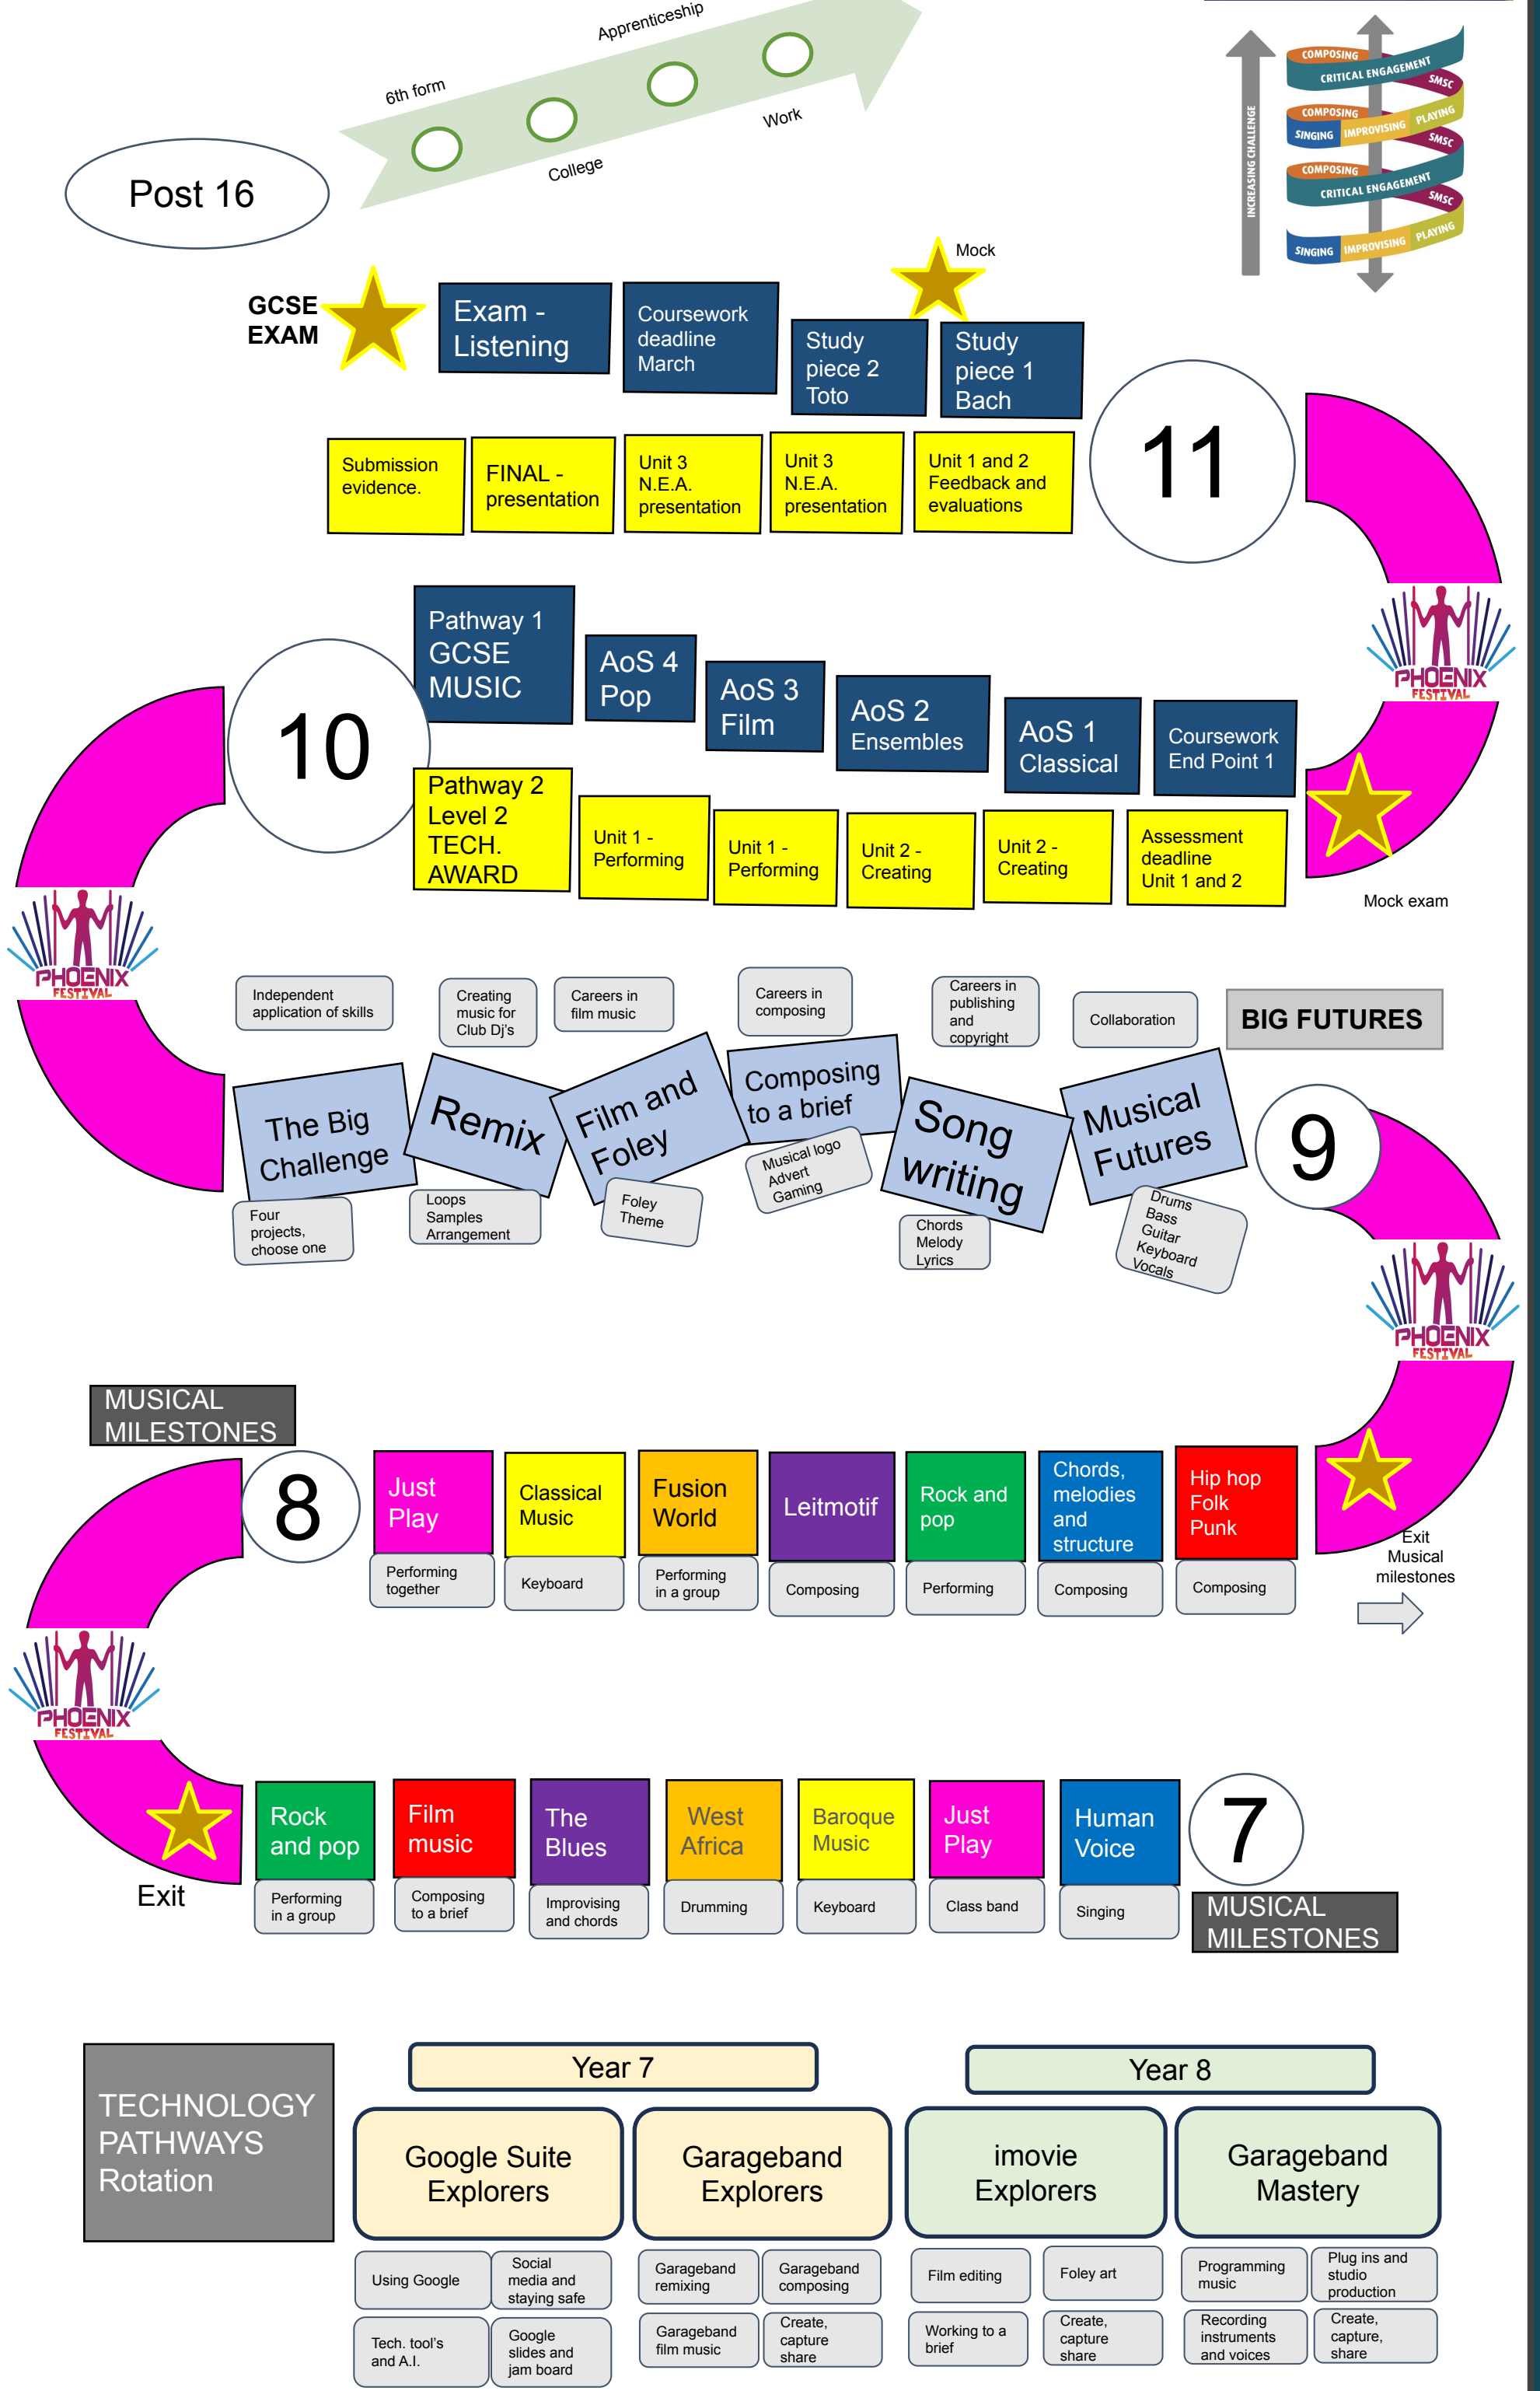 Apprenticeship
6th form
Work
College
Post 16
INCREASING CHALLENGE
COMPOSING
CRITICAL ENGAGEMENT
SMSC
COMPOSING
SINGING
IMPROVISING
PLAYING
SMSC
COMPOSING
CRITICAL ENGAGEMENT
SMSC
SINGING
IMPROVISING
PLAYING
Mock
GCSE
EXAM
Exam -
Listening
Coursework
deadline
March
Study
piece 2
Toto
Study
piece 1
Bach
11
Submission
evidence.
FINAL -
presentation
Unit 3
N.E.A.
presentation
Unit 3
N.E.A.
presentation
Unit 1 and 2
Feedback and
evaluations
PHOENIX
FESTIVAL
10
Pathway 1
GCSE
MUSIC
AoS 4
Pop
AoS 3
Film
AoS 2
Ensembles
AoS 1
Classical
Coursework
End Point 1
Pathway 2
Level 2
TECH.
AWARD
Unit 1 -
Performing
Unit 1 -
Performing
Unit 2 -
Creating
Unit 2 -
Creating
Assessment
deadline
Unit 1 and 2
Mock exam
PHOENIX
FESTIVAL
Independent
application of skills
Creating
music for
Club Dj's
Careers in
film music
Careers in
composing
Careers in
publishing
and
copyright
Collaboration
BIG FUTURES
The Big
Challenge
Remix
Film and
Foley
Composing
to a brief
Song
writing
Musical
Futures
9
Four
projects,
choose one
Loops
Samples
Arrangement
Foley
Theme
Musical logo
Advert
Gaming
Chords
Melody
Lyrics
Drums
Bass
Guitar
Keyboard
Vocals
PHOENIX
FESTIVAL
MUSICAL
MILESTONES
8
Just
Play
Classical
Music
Fusion
World
Leitmotif
Rock and
pop
Chords,
melodies
and
structure
Hip hop
Folk
Punk
Performing
together
Keyboard
Performing
in a group
Composing
Performing
Composing
Composing
Exit
Musical
milestones
PHOENIX
FESTIVAL
Exit
Rock
and pop
Film
music
The
Blues
West
Africa
Baroque
Music
Just
Play
Human
Voice
7
Performing
in a group
Composing
to a brief
Improvising
and chords
Drumming
Keyboard
Class band
Singing
MUSICAL
MILESTONES
TECHNOLOGY
PATHWAYS
Rotation
Year 7
Year 8
Google Suite
Explorers
Garageband
Explorers
imovie
Explorers
Garageband
Mastery
Using Google
Social
media and
staying safe
Garageband
remixing
Garageband
composing
Film editing
Foley art
Programming
music
Plug ins and
studio
production
Tech. tool's
and A.I.
Google
slides and
jam board
Garageband
film music
Create,
capture
share
Working to a
brief
Create,
capture
share
Recording
instruments
and voices
Create,
capture,
share